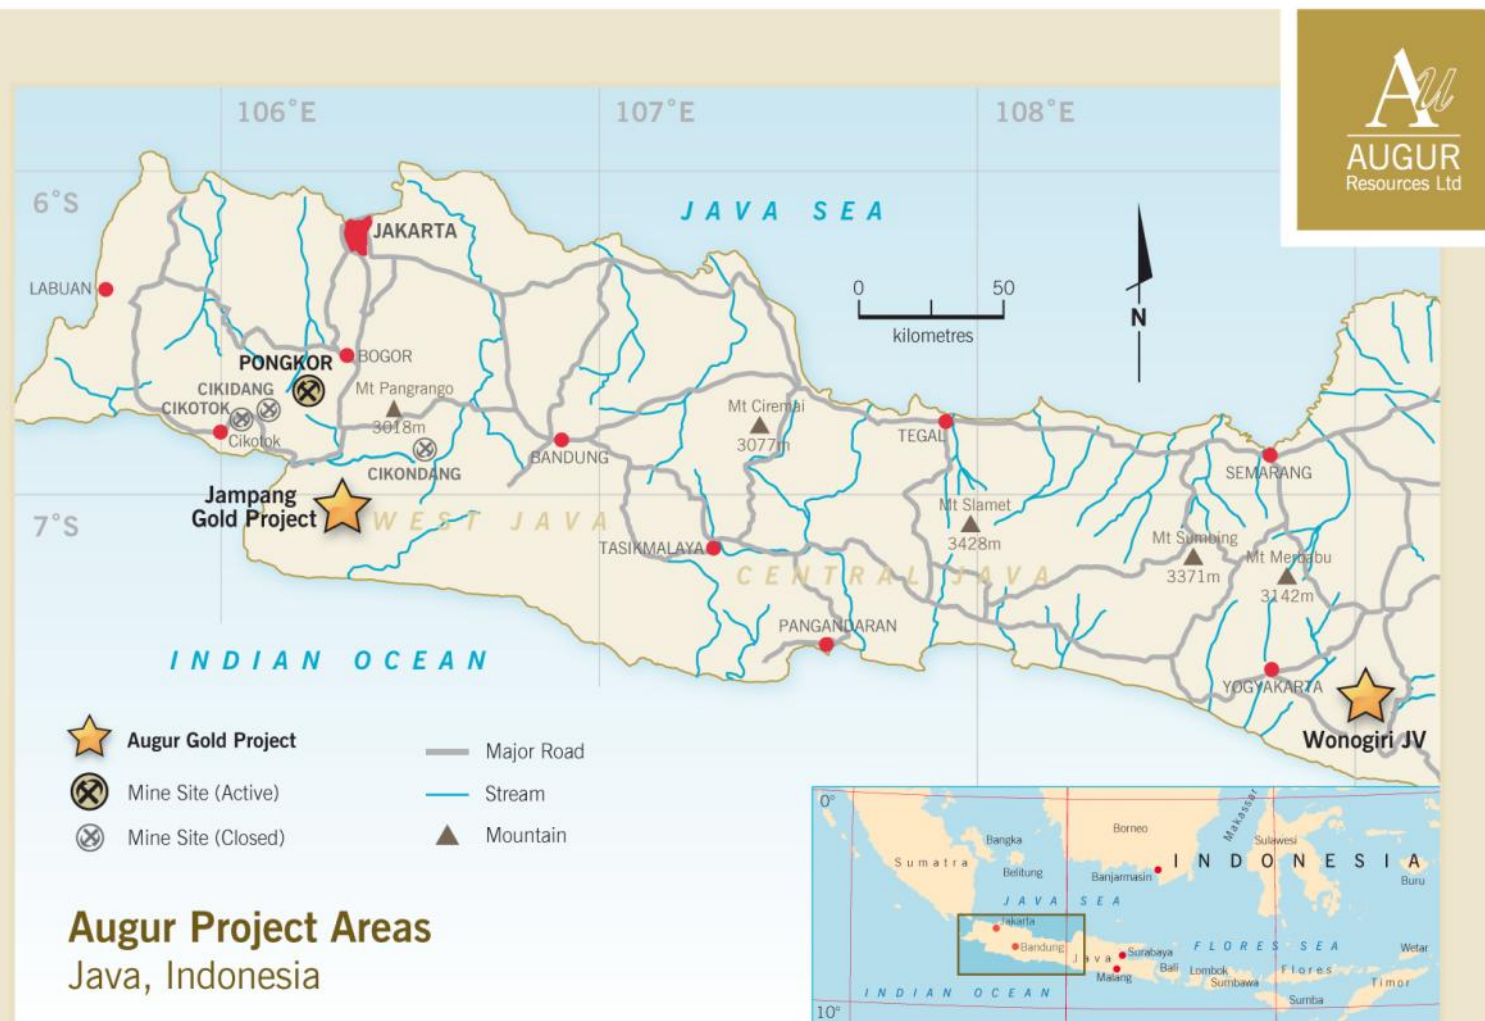 Au
AUGUR
Resources Ltd
106°E
107°E
108°E
6°S
JAVA SEA
JAKARTA
LABUAN
0 50
kilometres
N
BOGOR
PONGKOR
CIKIDANG
Mt Pangrango
3018m
CIKOTOK
Cikotok
CIKONDANG
BANDUNG
Mt Ciremai
3077m
TEGAL
SEMARANG
Jampang
Gold Project
7°S
WEST JAVA
Mt Slamet
3428m
Mt Sumbing
3371m
Mt Merbabu
3142m
TASIKMALAYA
CENTRAL JAVA
PANGANDARAN
INDIAN OCEAN
YOGYAKARTA
Wonogiri JV
Augur Gold Project
Mine Site (Active)
Mine Site (Closed)
Major Road
Stream
Mountain
Augur Project Areas
Java, Indonesia
0°
Sumatra
Bangka
Belitung
Borneo
Banjarmasin
Makassar
Sulawesi
INDONESIA
Buru
JAVA SEA
Jakarta
Bandung
Java
Surabaya
Malang
Bali
Lombok
Sumbawa
FLORES SEA
Flores
Wetar
Timor
Sumba
INDIAN OCEAN
10°